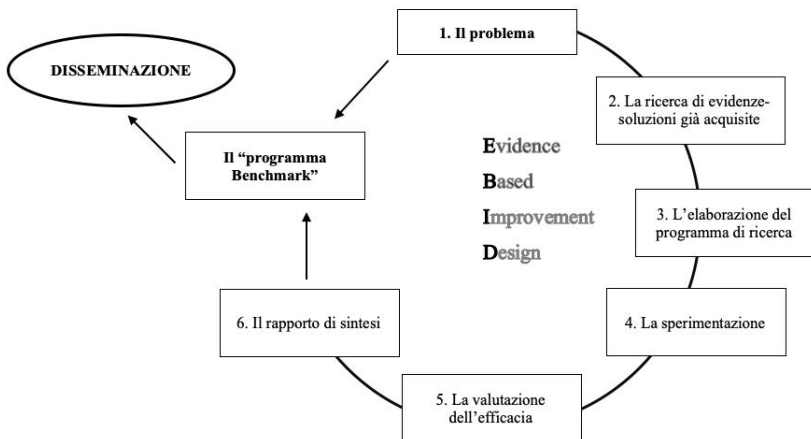 1. Il problema
DISSEMINAZIONE
2. La ricerca di evidenze-
soluzioni già acquisite
Il “programma
Benchmark”
Evidence
Based
Improvement
Design
3. L’elaborazione del
programma di ricerca
6. Il rapporto di sintesi
4. La sperimentazione
5. La valutazione
dell’efficacia